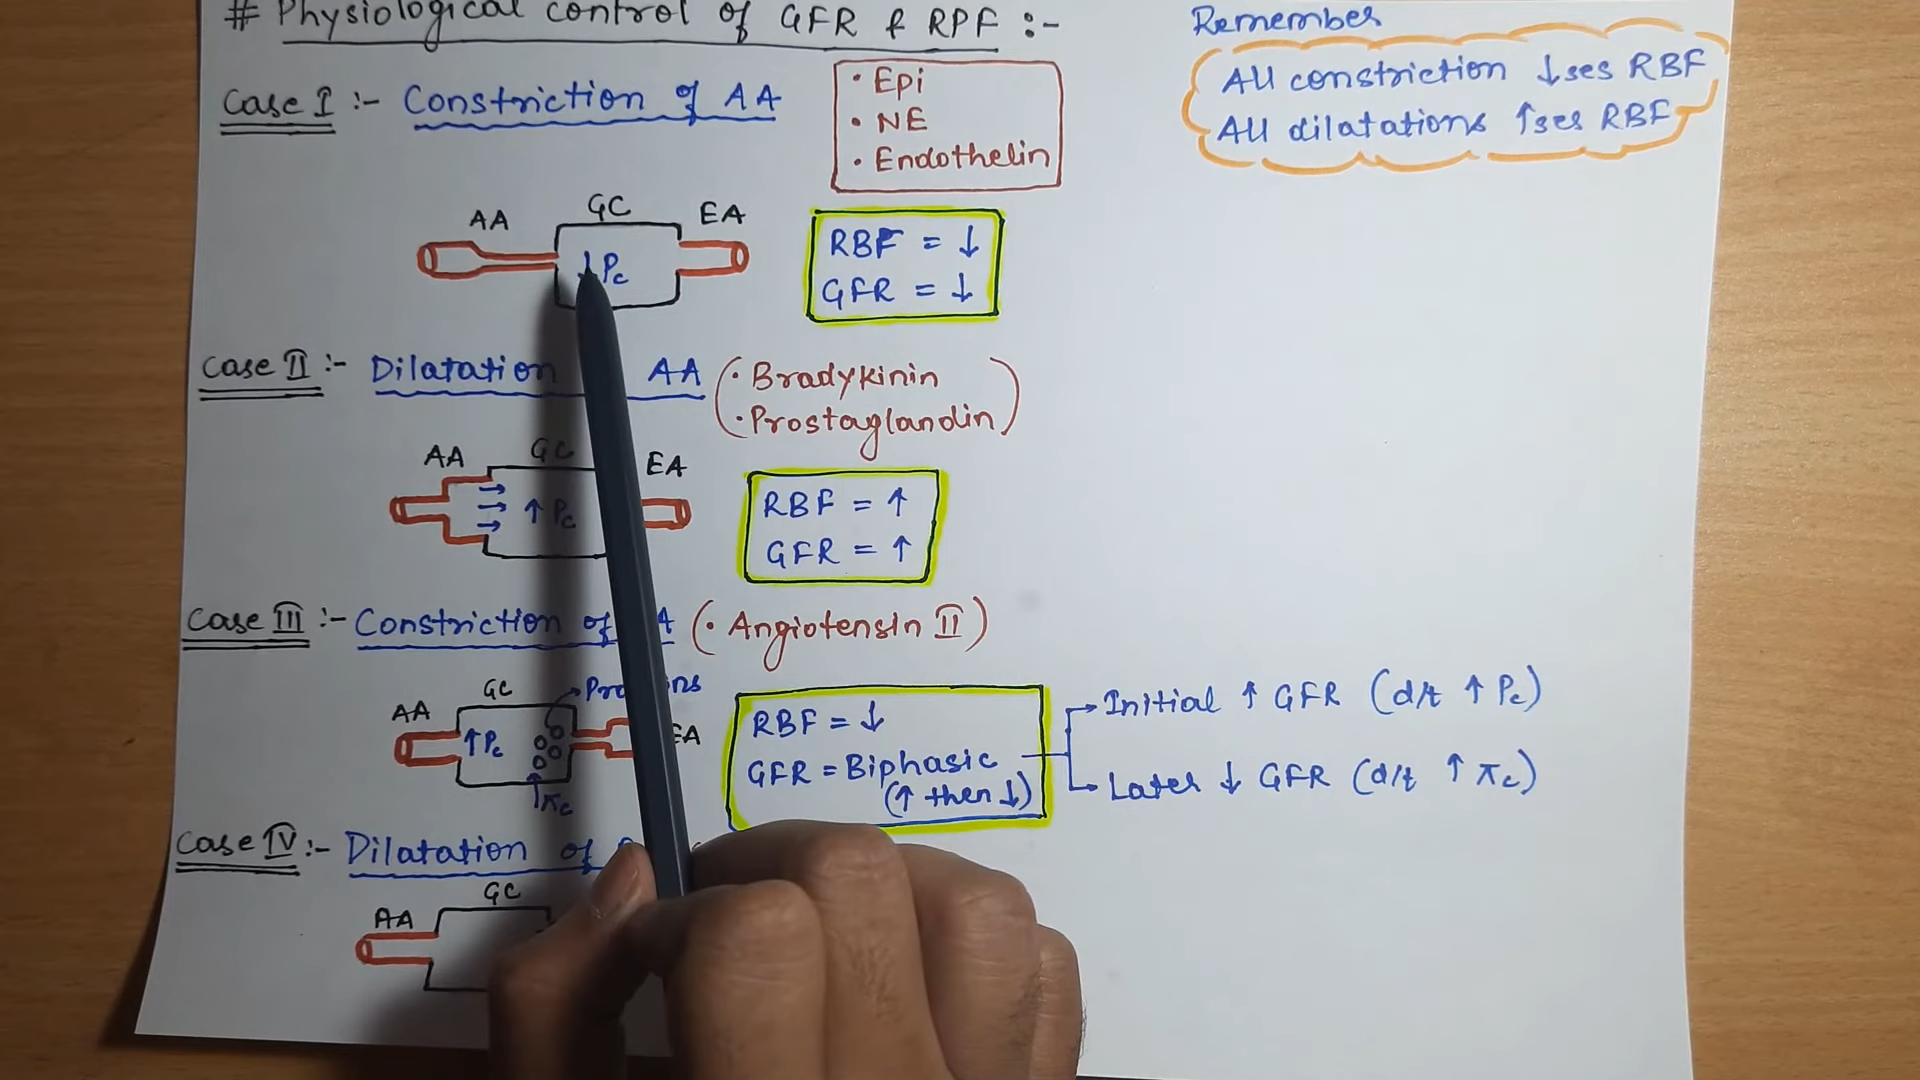 # Physiological control of GFR & RPF :-
Remember
All constriction ↓ses RBF
All dilatations ↑ses RBF
Case I :- Constriction of AA
• Epi
• NE
• Endothelin
AA GC EA
↓Pc
RBF = ↓
GFR = ↓
Case II :- Dilatation AA (• Bradykinin
• Prostaglandin)
AA GC EA
↑ Pc
RBF = ↑
GFR = ↑
Case III :- Constriction of A (• Angiotensin II)
AA GC EA
↑Pc
↑πc
RBF = ↓
GFR = Biphasic
(↑ then ↓)
Initial ↑ GFR (d/t ↑ Pc)
Later ↓ GFR (d/t ↑ πc)
Case IV :- Dilatation of
AA GC